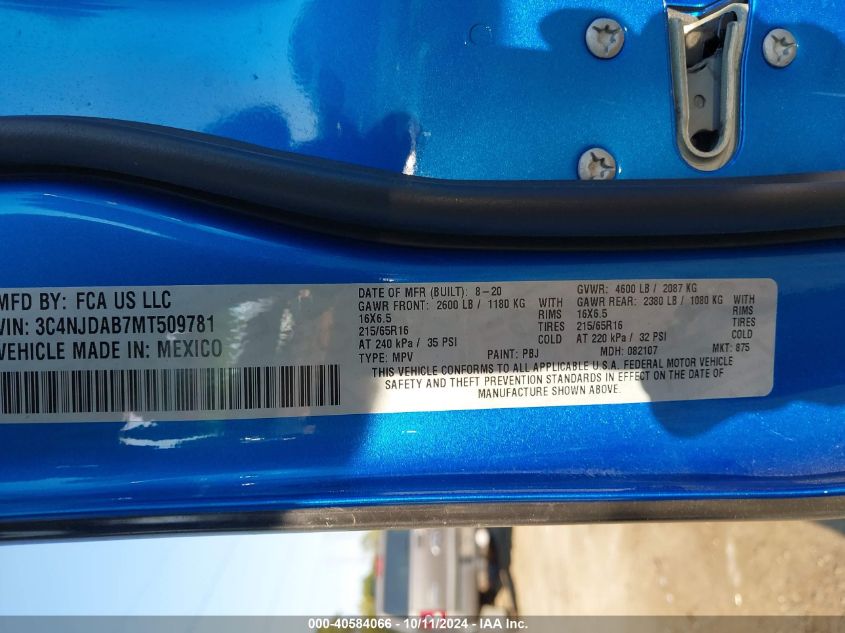 MFD BY: FCA US LLC
VIN: 3C4NJDAB7MT509781
VEHICLE MADE IN: MEXICO
DATE OF MFR (BUILT): 8-20 GVWR: 4600 LB / 2087 KG
GAWR FRONT: 2600 LB / 1180 KG WITH GAWR REAR: 2380 LB / 1080 KG WITH
16X6.5 RIMS 16X6.5 RIMS
215/65R16 TIRES 215/65R16 TIRES
AT 240 kPa / 35 PSI COLD AT 220 kPa / 32 PSI COLD
TYPE: MPV PAINT: PBJ MDH: 082107 MKT: 875
THIS VEHICLE CONFORMS TO ALL APPLICABLE U.S.A. FEDERAL MOTOR VEHICLE
SAFETY AND THEFT PREVENTION STANDARDS IN EFFECT ON THE DATE OF
MANUFACTURE SHOWN ABOVE.
000-40584066 - 10/11/2024 - IAA Inc.